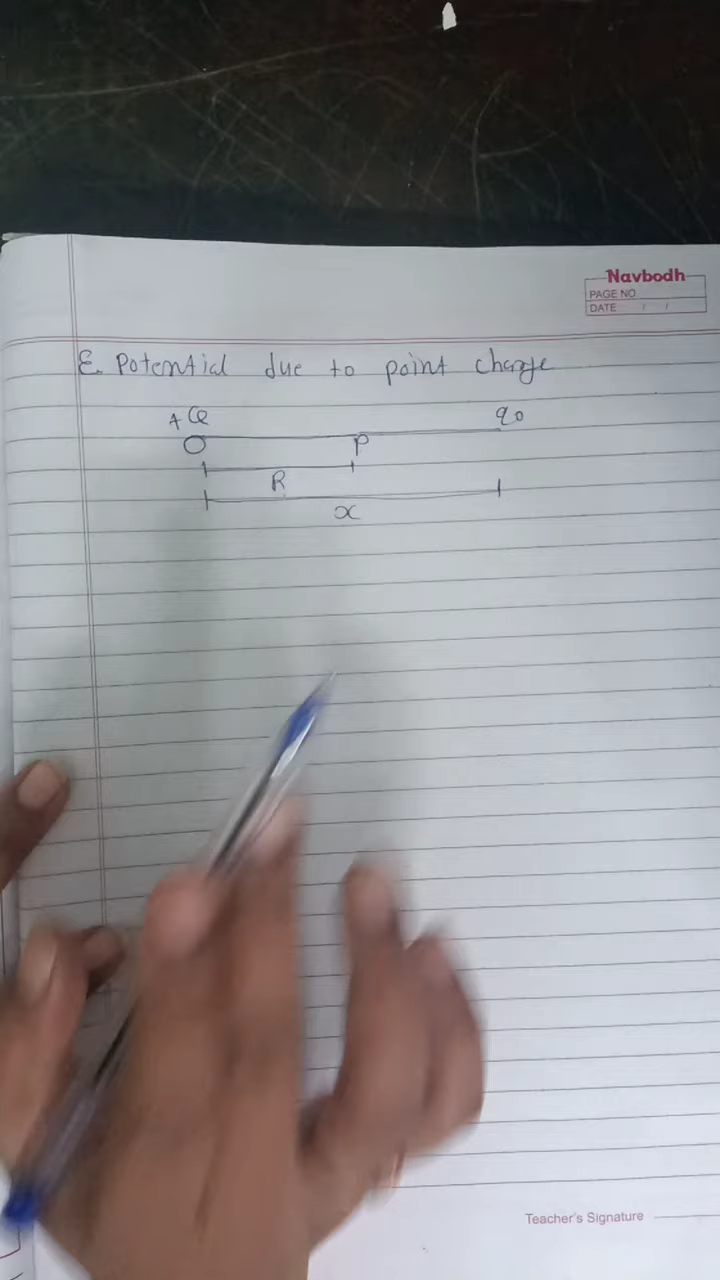 Navbodh
PAGE NO
DATE / /
E. Potential due to point charge
+Q q0
O P
R
x
Teacher's Signature